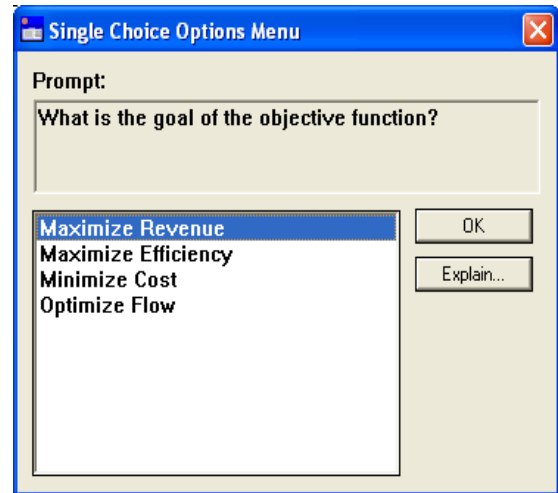 Single Choice Options Menu
Prompt:
What is the goal of the objective function?
Maximize Revenue
Maximize Efficiency
Minimize Cost
Optimize Flow
OK
Explain...